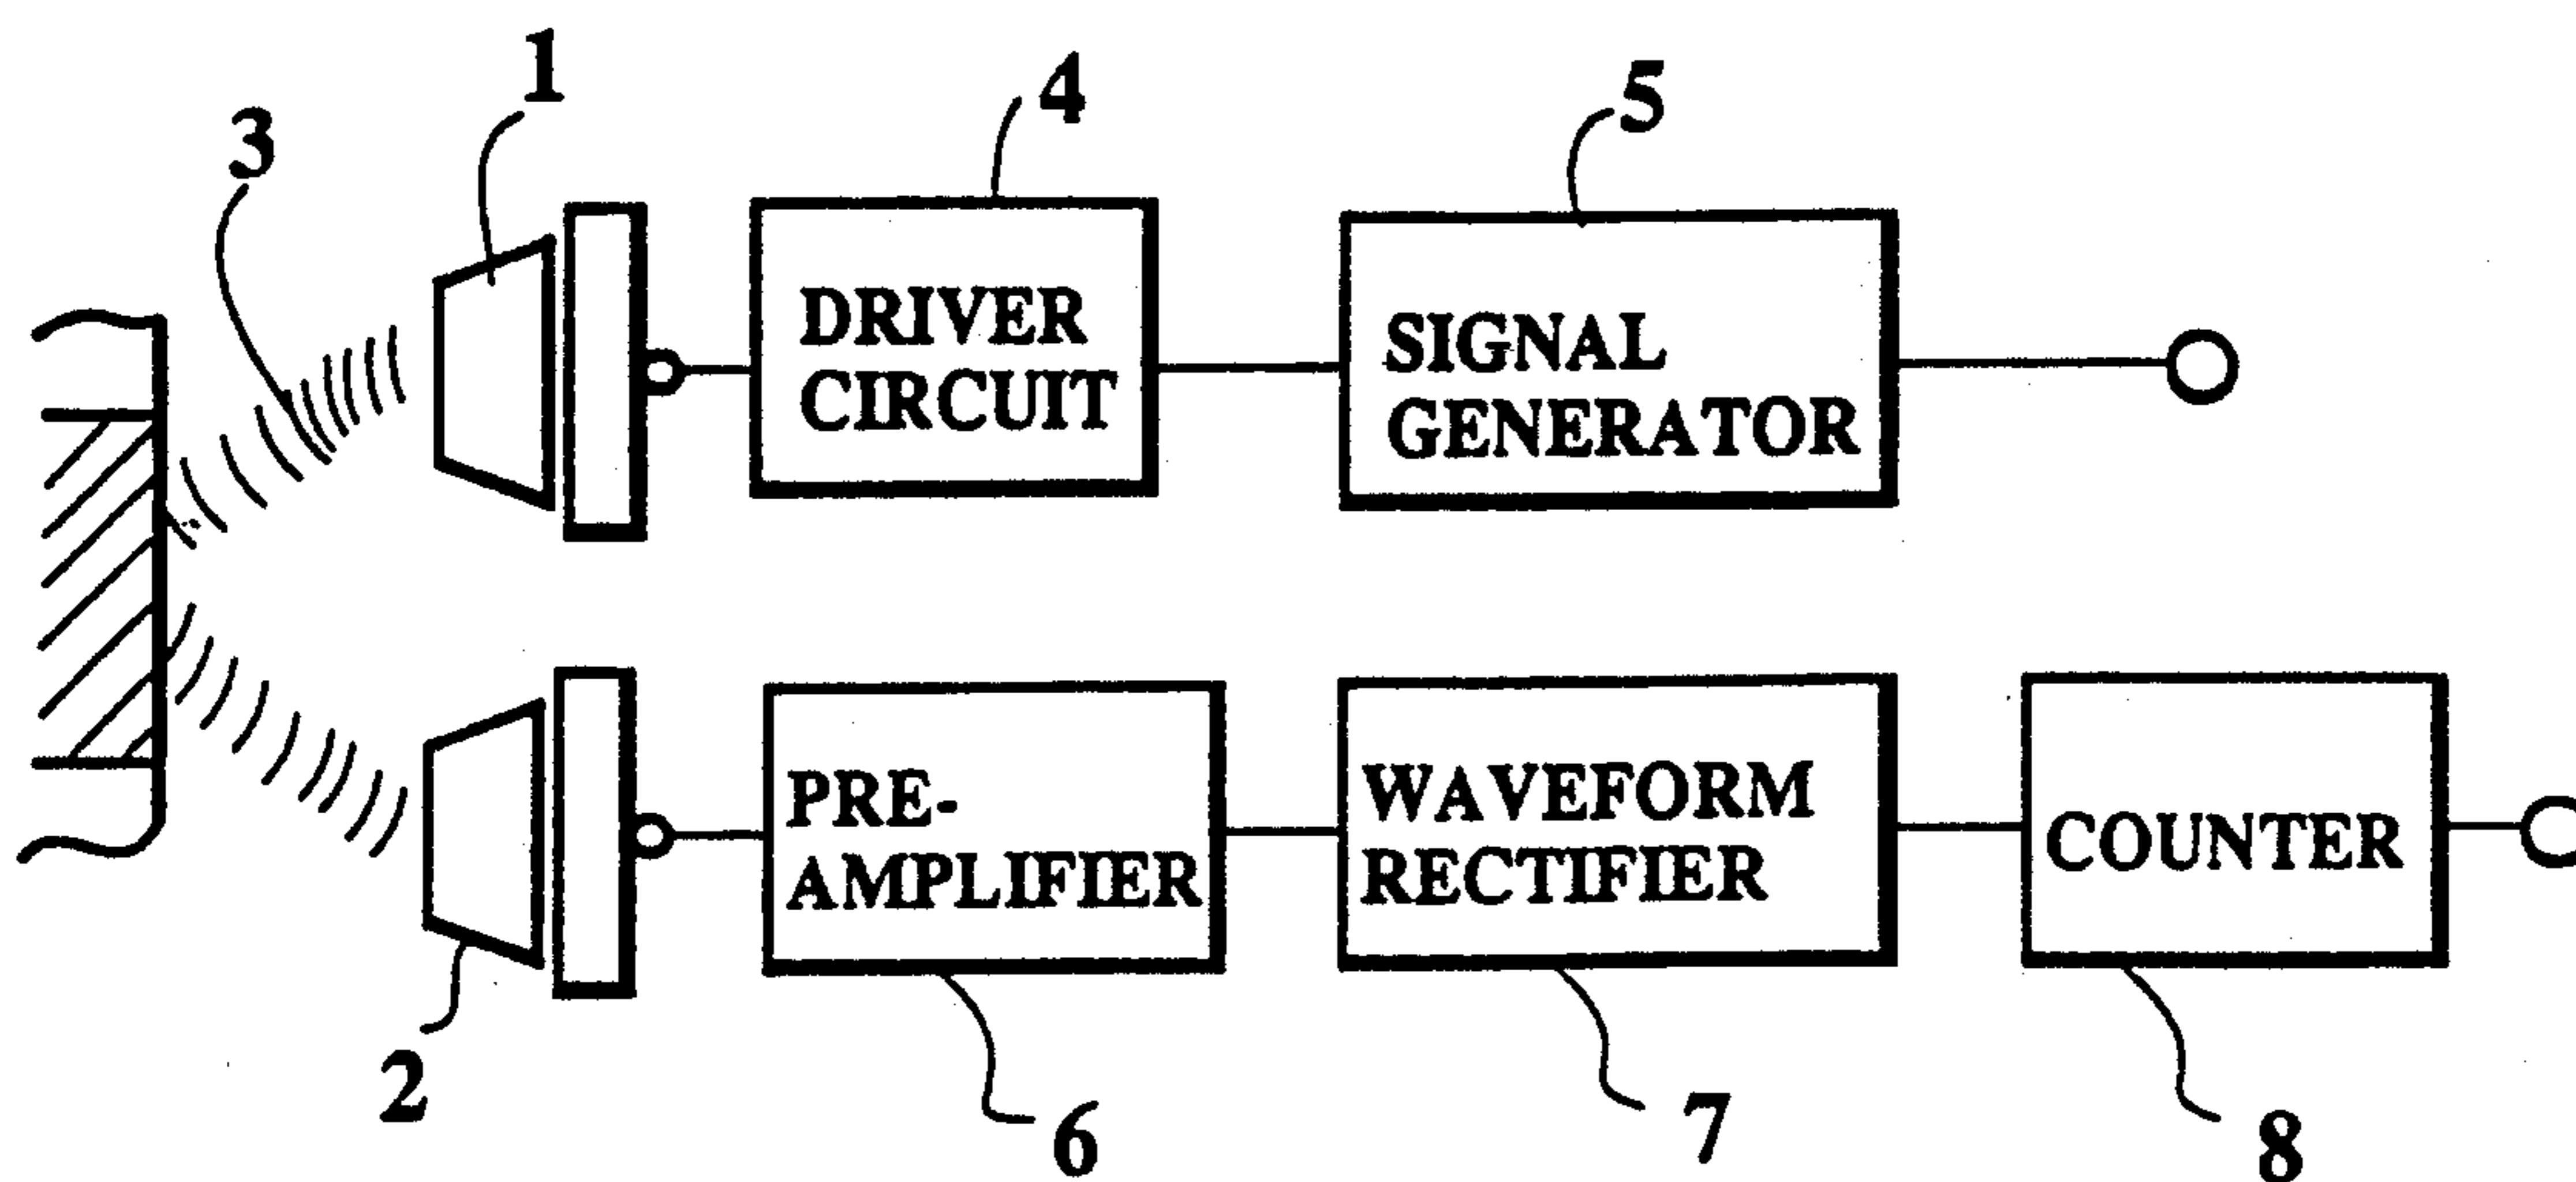 1
3
4
5
DRIVER
CIRCUIT
SIGNAL
GENERATOR
PRE-
AMPLIFIER
WAVEFORM
RECTIFIER
COUNTER
2
6
7
8